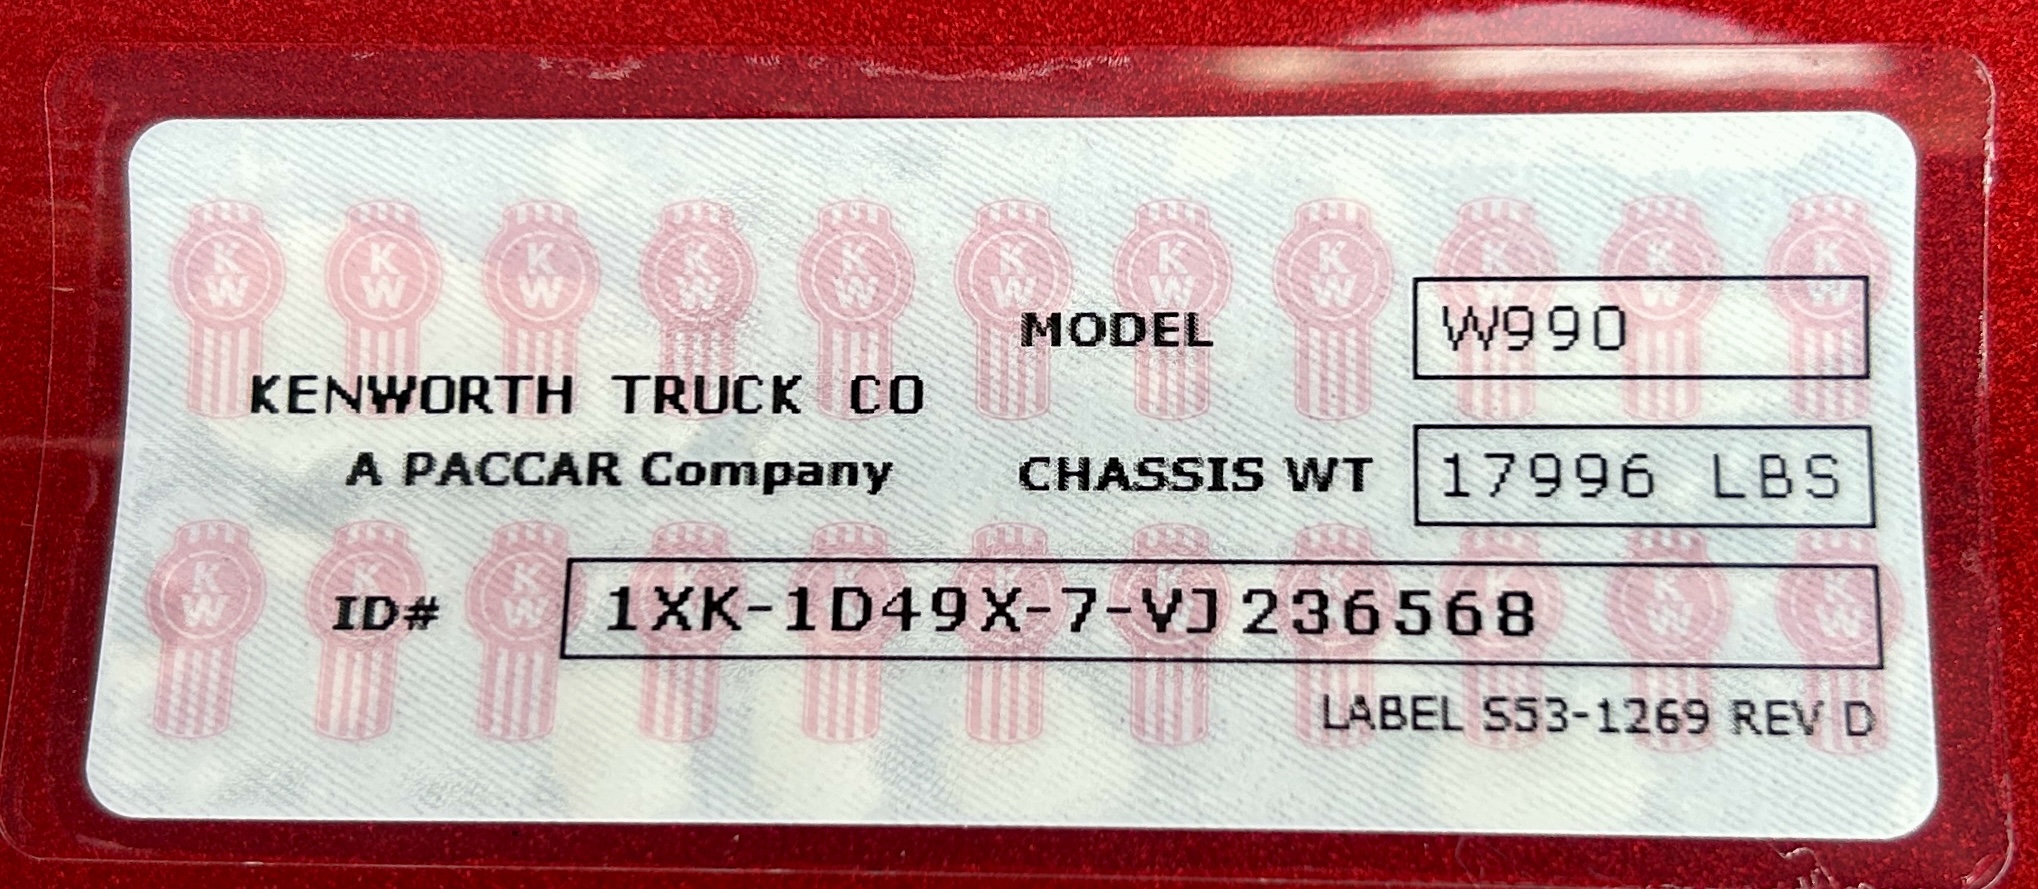 MODEL W990
KENWORTH TRUCK CO
A PACCAR Company
CHASSIS WT 17996 LBS
ID# 1XK-1D49X-7-VJ236568
LABEL S53-1269 REV D